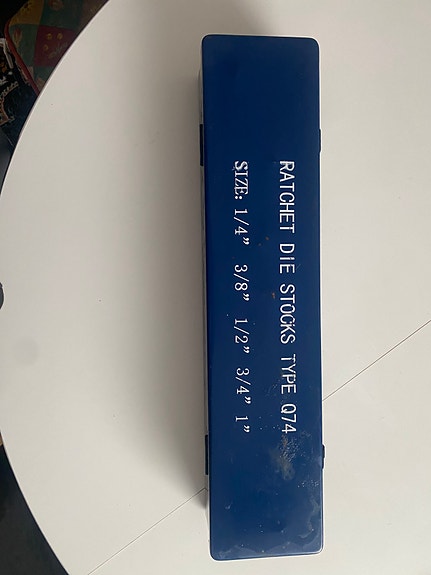 RATCHET DIE STOCKS TYPE Q74
SIZE: 1/4” 3/8” 1/2” 3/4” 1”